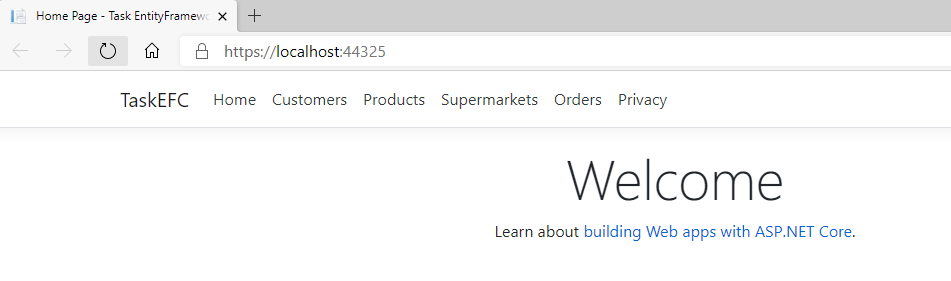 Home Page - Task EntityFramewo
https://localhost:44325
TaskEFC Home Customers Products Supermarkets Orders Privacy
Welcome
Learn about building Web apps with ASP.NET Core.